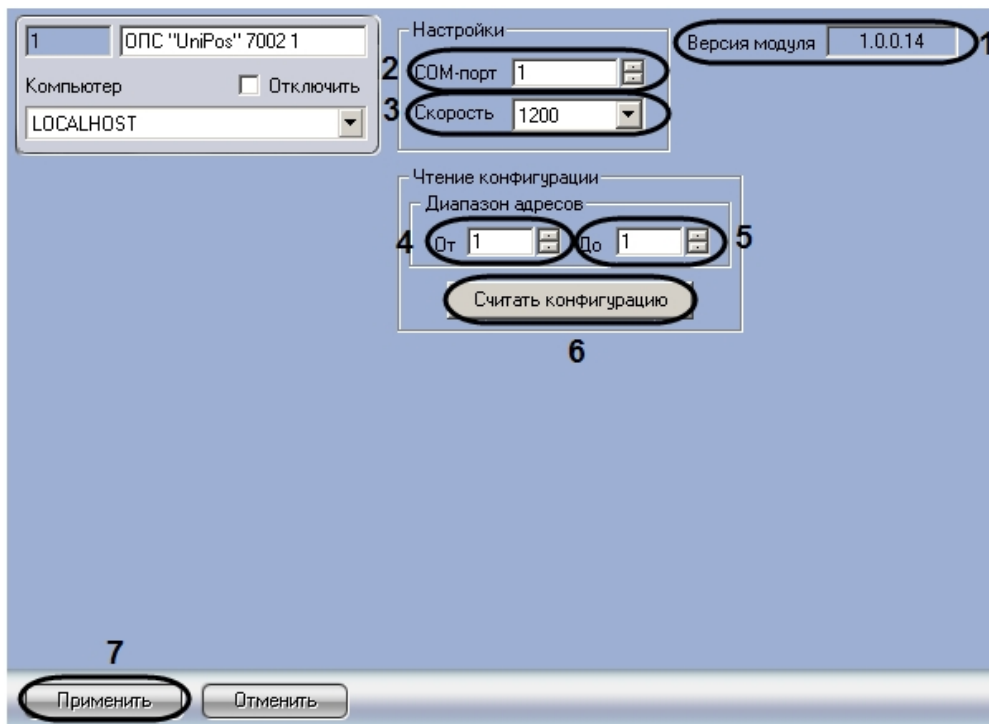 1 ОПС "UniPos" 7002 1
Компьютер Отключить
LOCALHOST
Настройки
2 COM-порт 1
3 Скорость 1200
Версия модуля 1.0.0.14 1
Чтение конфигурации
Диапазон адресов
4 От 1 До 1 5
Считать конфигурацию
6
7
Применить Отменить